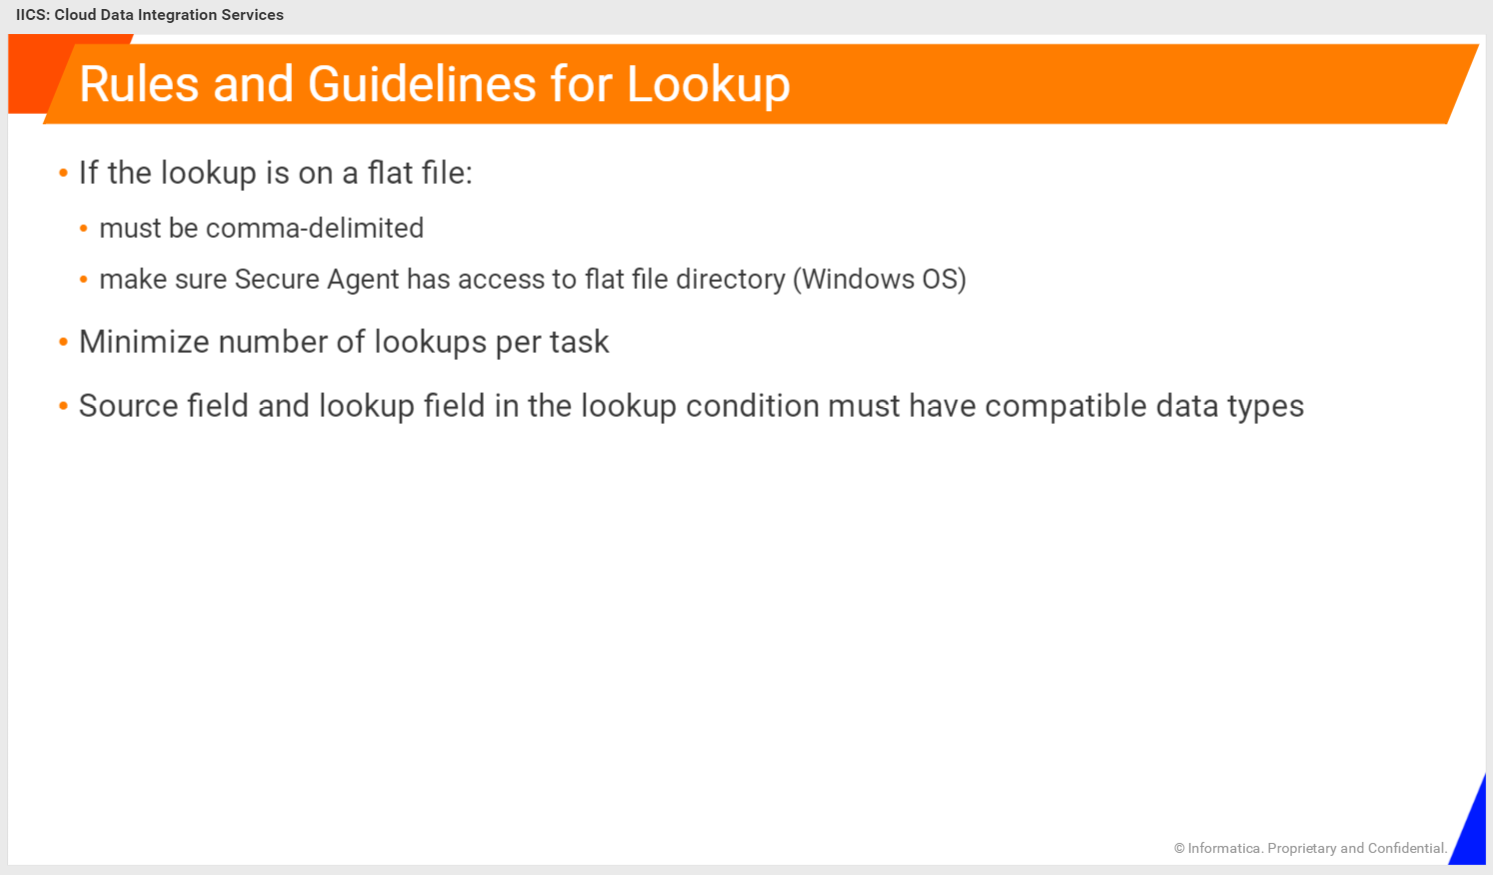 IICS: Cloud Data Integration Services
Rules and Guidelines for Lookup
• If the lookup is on a flat file:
• must be comma-delimited
• make sure Secure Agent has access to flat file directory (Windows OS)
• Minimize number of lookups per task
• Source field and lookup field in the lookup condition must have compatible data types
© Informatica. Proprietary and Confidential.